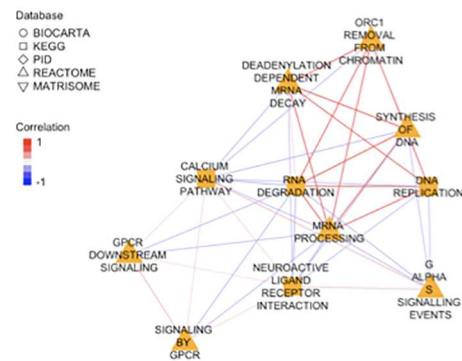 Database
BIOCARTA
KEGG
PID
REACTOME
MATRISOME
Correlation
1
-1
ORC1
REMOVAL
FROM
CHROMATIN
DEADENYLATION
DEPENDENT
MRNA
DECAY
SYNTHESIS
OF
DNA
CALCIUM
SIGNALING
PATHWAY
RNA
DEGRADATION
DNA
REPLICATION
MRNA
PROCESSING
GPCR
DOWNSTREAM
SIGNALING
NEUROACTIVE
LIGAND
RECEPTOR
INTERACTION
G
ALPHA
S
SIGNALLING
EVENTS
SIGNALING
BY
GPCR